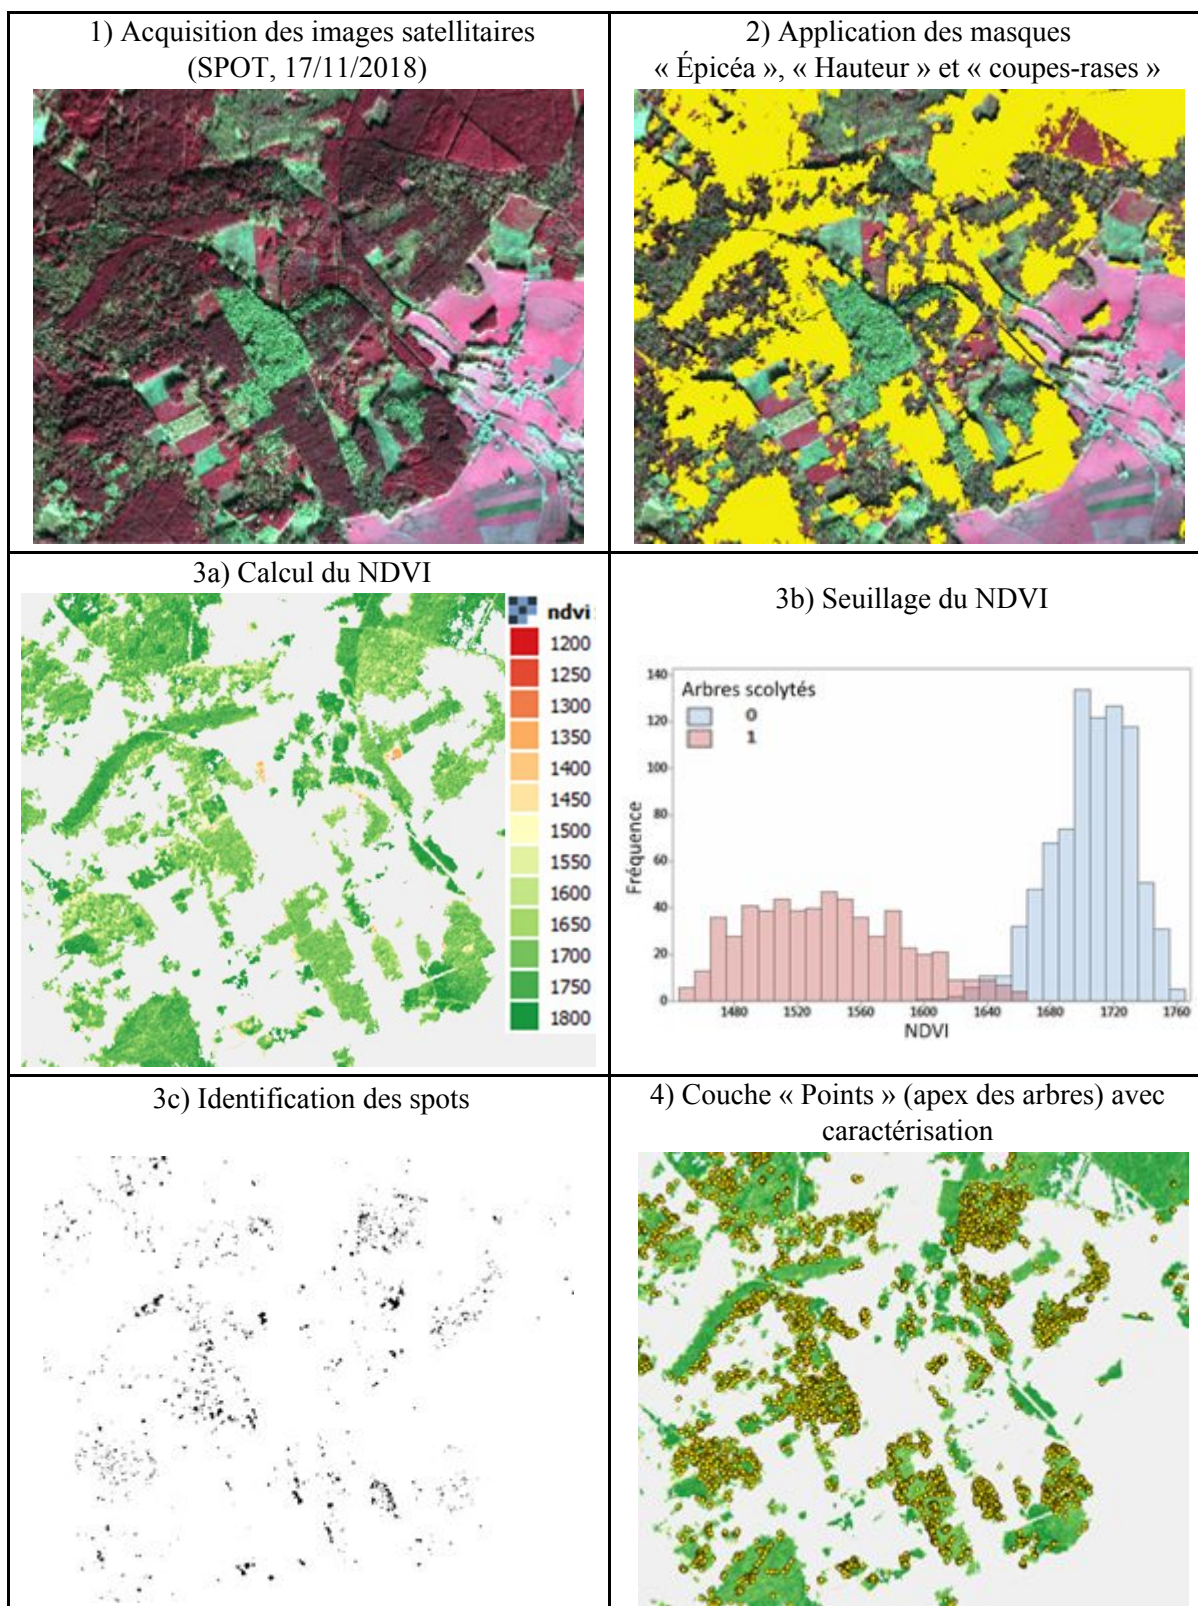 1) Acquisition des images satellitaires
(SPOT, 17/11/2018)
2) Application des masques
« Épicéa », « Hauteur » et « coupes-rases »
3a) Calcul du NDVI
ndvi
1200
1250
1300
1350
1400
1450
1500
1550
1600
1650
1700
1750
1800
3b) Seuillage du NDVI
Arbres scolytés
0
1
Fréquence
140
120
100
80
60
40
20
0
1480 1520 1560 1600 1640 1680 1720 1760
NDVI
3c) Identification des spots
4) Couche « Points » (apex des arbres) avec
caractérisation